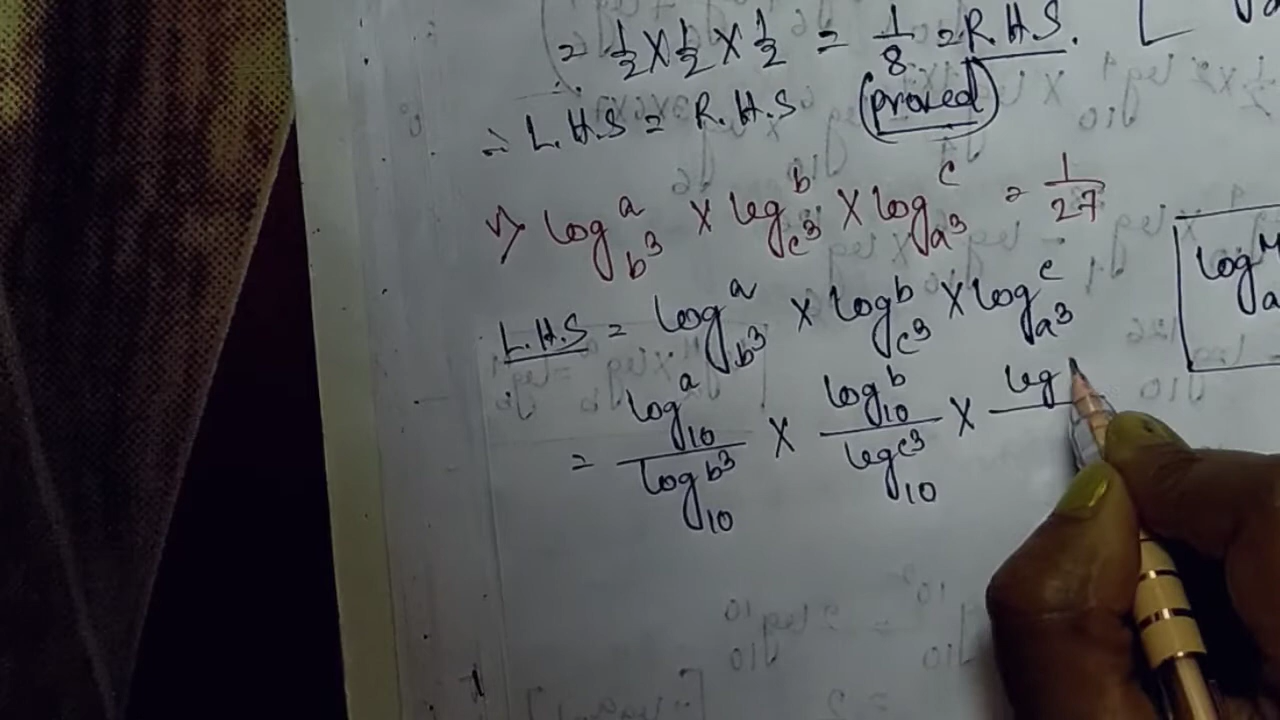 = 1/2 X 1/2 X 1/2 = 1/8 = R.H.S.
∴ L.H.S = R.H.S (proved)
v) log_{b³}^{a} X log_{c³}^{b} X log_{a³}^{c} = 1/27
L.H.S = log_{b³}^{a} X log_{c³}^{b} X log_{a³}^{c}
log_{a}^{M}
= log_{10}^{a}/log_{10}^{b³} X log_{10}^{b}/log_{10}^{c³} X log